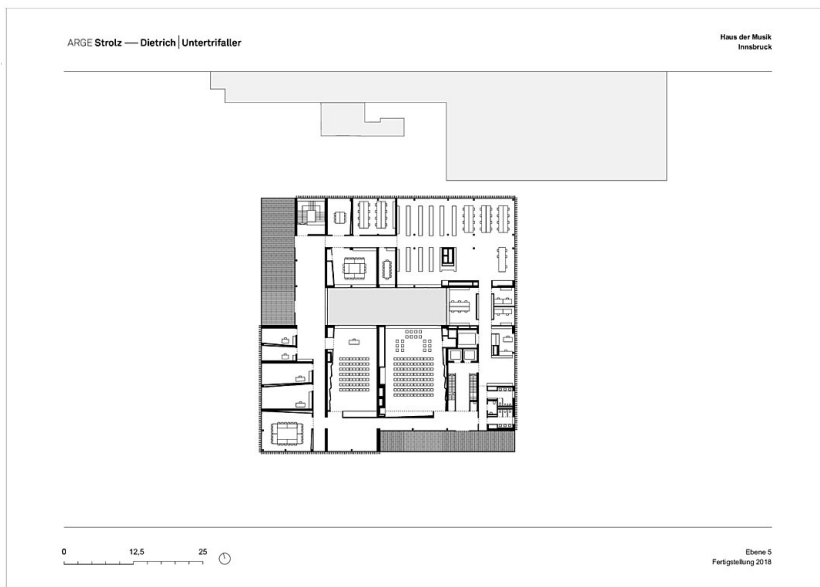 ARGE Strolz — Dietrich | Untertrifaller
Haus der Musik
Innsbruck
0 12,5 25
Ebene 5
Fertigstellung 2018